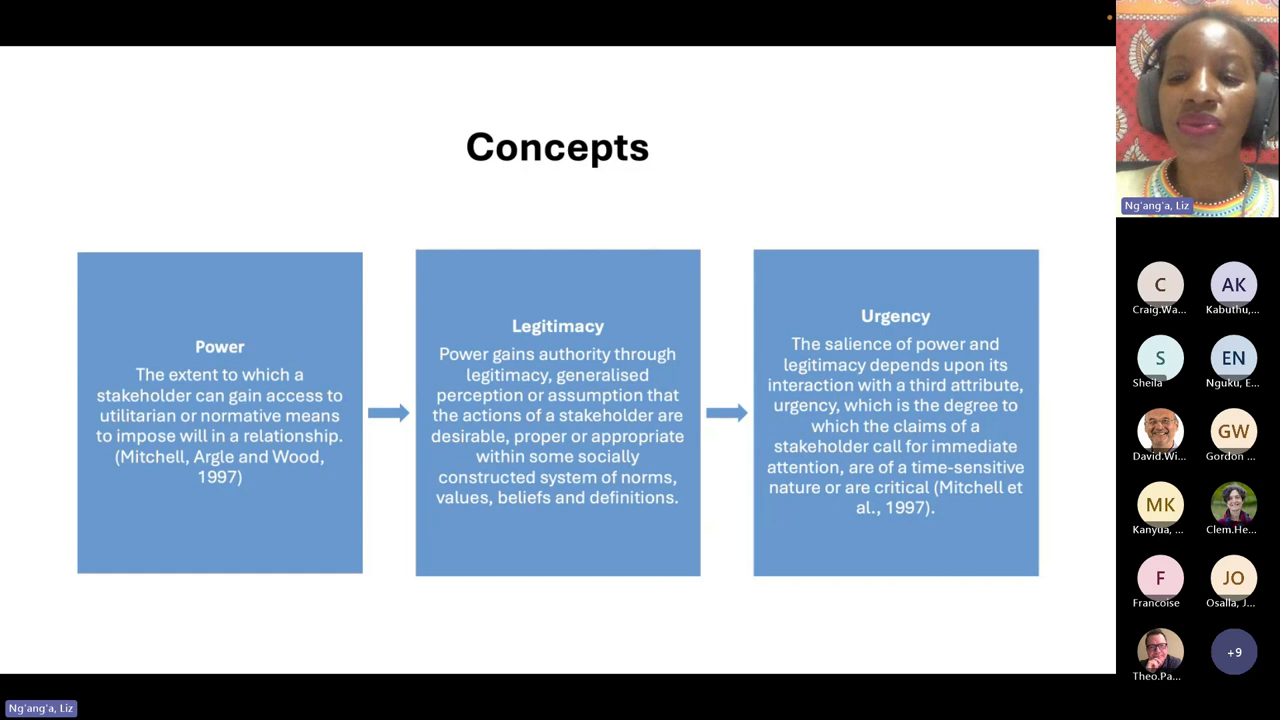 Concepts
Power
The extent to which a
stakeholder can gain access to
utilitarian or normative means
to impose will in a relationship.
(Mitchell, Argle and Wood,
1997)
Legitimacy
Power gains authority through
legitimacy, generalised
perception or assumption that
the actions of a stakeholder are
desirable, proper or appropriate
within some socially
constructed system of norms,
values, beliefs and definitions.
Urgency
The salience of power and
legitimacy depends upon its
interaction with a third attribute,
urgency, which is the degree to
which the claims of a
stakeholder call for immediate
attention, are of a time-sensitive
nature or are critical (Mitchell et
al., 1997).
Ng'ang'a, Liz
C
Craig.Wa...
AK
Kabuthu,...
S
Sheila
EN
Nguku, E...
David.Wi...
GW
Gordon ...
MK
Kanyua, ...
Clem.He...
F
Francoise
JO
Osalla, J...
Theo.Pa...
+9
Ng'ang'a, Liz